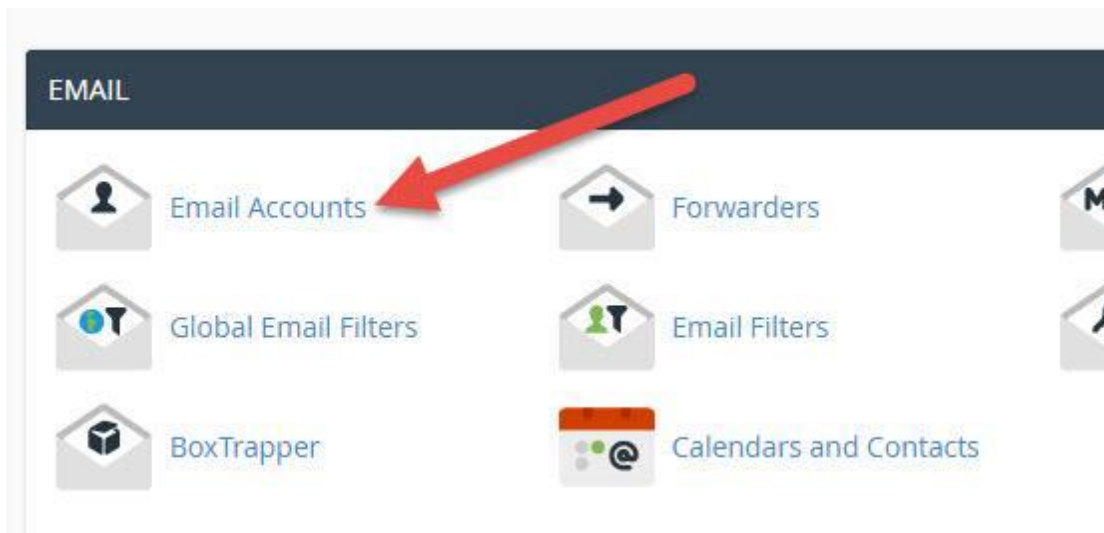 EMAIL
Email Accounts
Forwarders
Global Email Filters
Email Filters
BoxTrapper
Calendars and Contacts